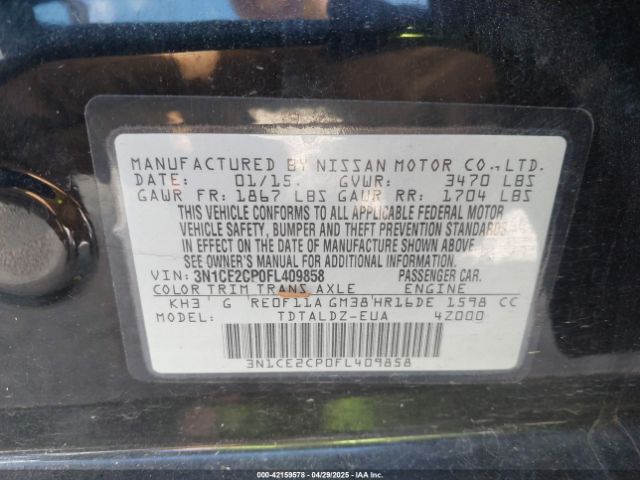 MANUFACTURED BY NISSAN MOTOR CO., LTD.
DATE: 01/15. GVWR: 3470 LBS
GAWR FR: 1867 LBS GAWR RR: 1704 LBS
THIS VEHICLE CONFORMS TO ALL APPLICABLE FEDERAL MOTOR
VEHICLE SAFETY, BUMPER AND THEFT PREVENTION STANDARDS
IN EFFECT ON THE DATE OF MANUFACTURE SHOWN ABOVE.
SEE OWNER'S MANUAL FOR ADDITIONAL INFORMATION.
VIN: 3N1CE2CP0FL409858 PASSENGER CAR.
COLOR TRIM TRANS AXLE ENGINE
KH3 G RE0F11A GM38 HR16DE 1598 CC
MODEL: TDTALDZ-EUA 4Z000
3N1CE2CP0FL409858
000-42159578 04/29/2025 IAAI.COM